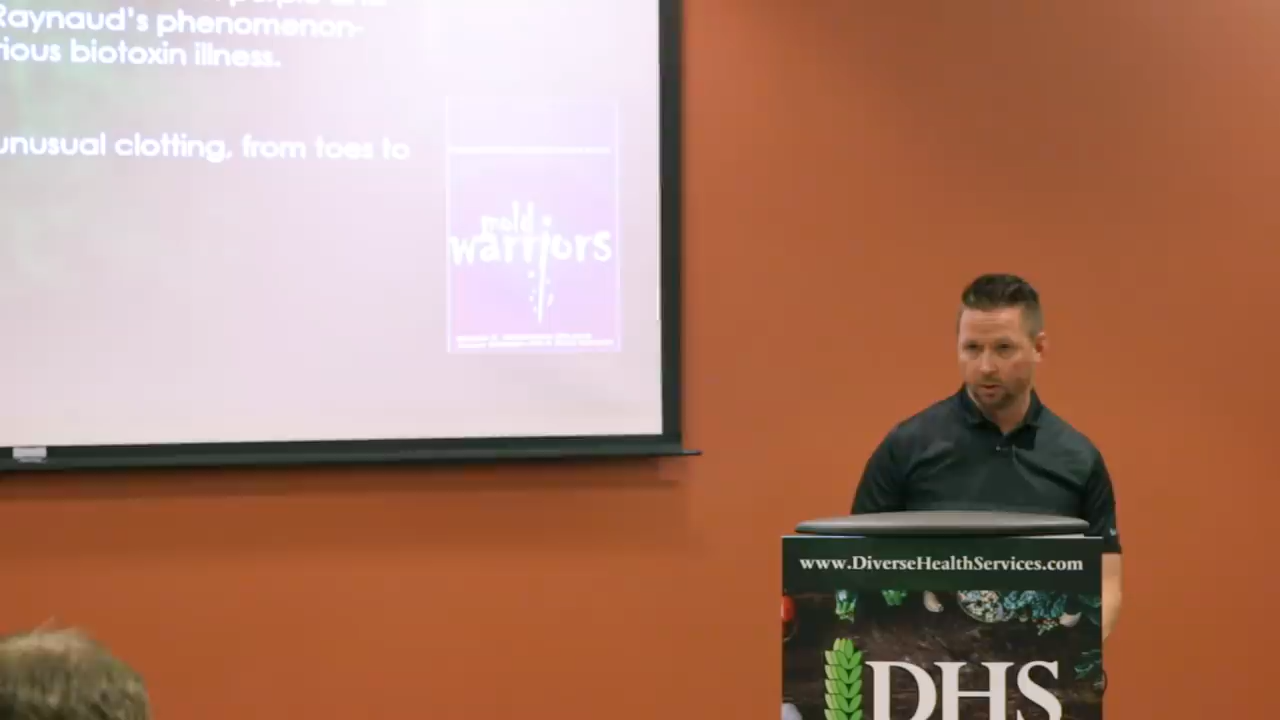 Raynaud's phenomenon-
rious biotoxin illness.
unusual clotting, from toes to
mold
warriors
www.DiverseHealthServices.com
DHS